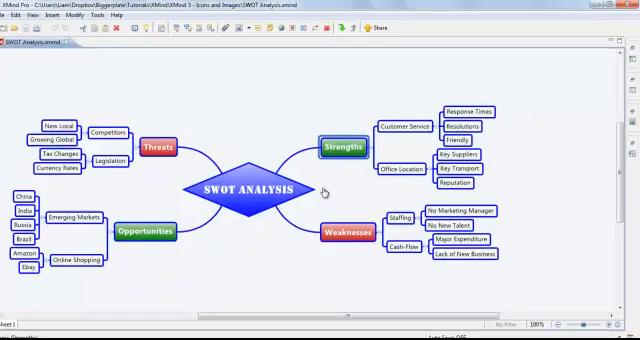 XMind Pro - C:\Users\Liam\Dropbox\Biggerplate\Tutorials\XMind\XMind 3 - Icons and Images\SWOT Analysis.xmind
File Edit View Insert Modify Tools Help
Share
SWOT Analysis.xmind
New Local
Growing Global
Competitors
Tax Changes
Currency Rates
Legislation
Threats
China
India
Russia
Brazil
Emerging Markets
Amazon
Ebay
Online Shopping
Opportunities
SWOT ANALYSIS
Strengths
Customer Service
Response Times
Resolutions
Friendly
Office Location
Key Suppliers
Key Transport
Reputation
Weaknesses
Staffing
No Marketing Manager
No New Talent
Cash-Flow
Major Expenditure
Lack of New Business
Sheet 1
No Filter
100%